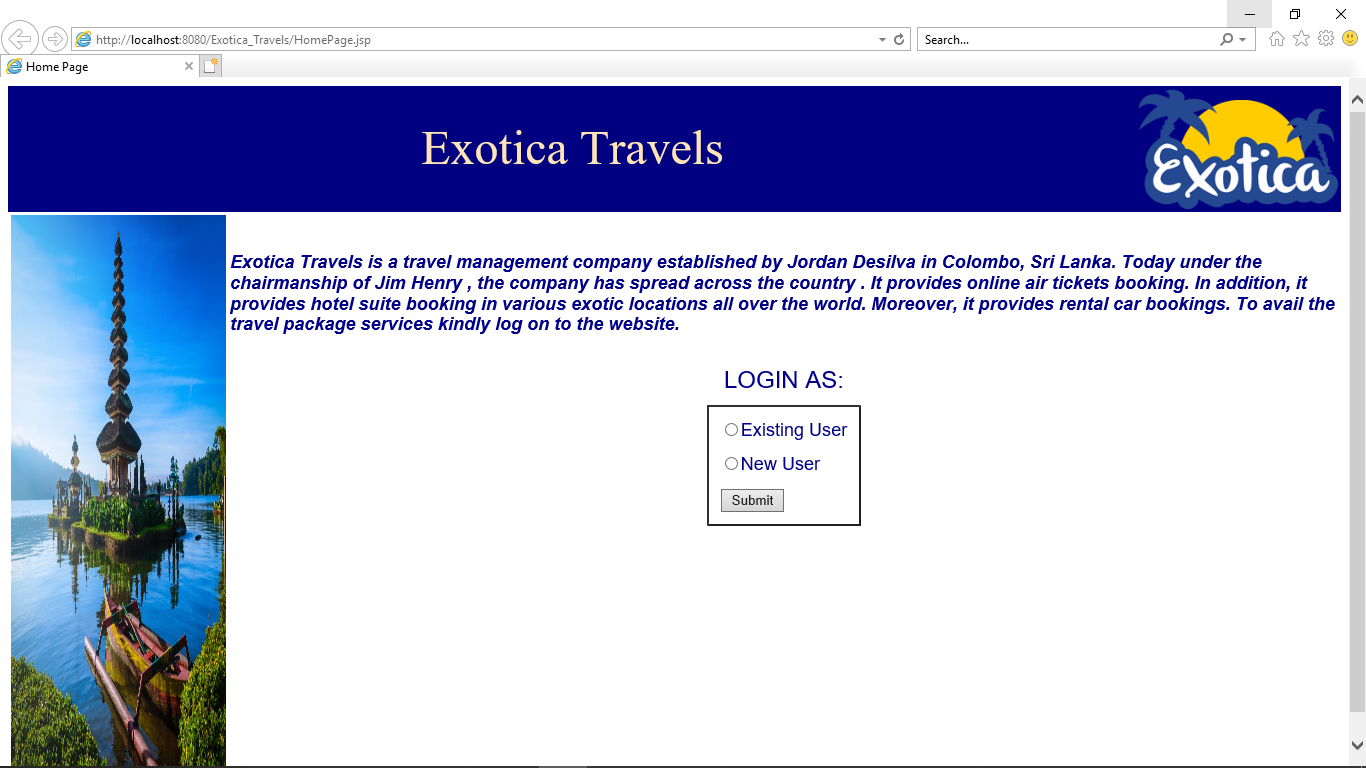 http://localhost:8080/Exotica_Travels/HomePage.jsp
Search...
Home Page
Exotica Travels
Exotica
Exotica Travels is a travel management company established by Jordan Desilva in Colombo, Sri Lanka. Today under the
chairmanship of Jim Henry , the company has spread across the country . It provides online air tickets booking. In addition, it
provides hotel suite booking in various exotic locations all over the world. Moreover, it provides rental car bookings. To avail the
travel package services kindly log on to the website.
LOGIN AS:
Existing User
New User
Submit